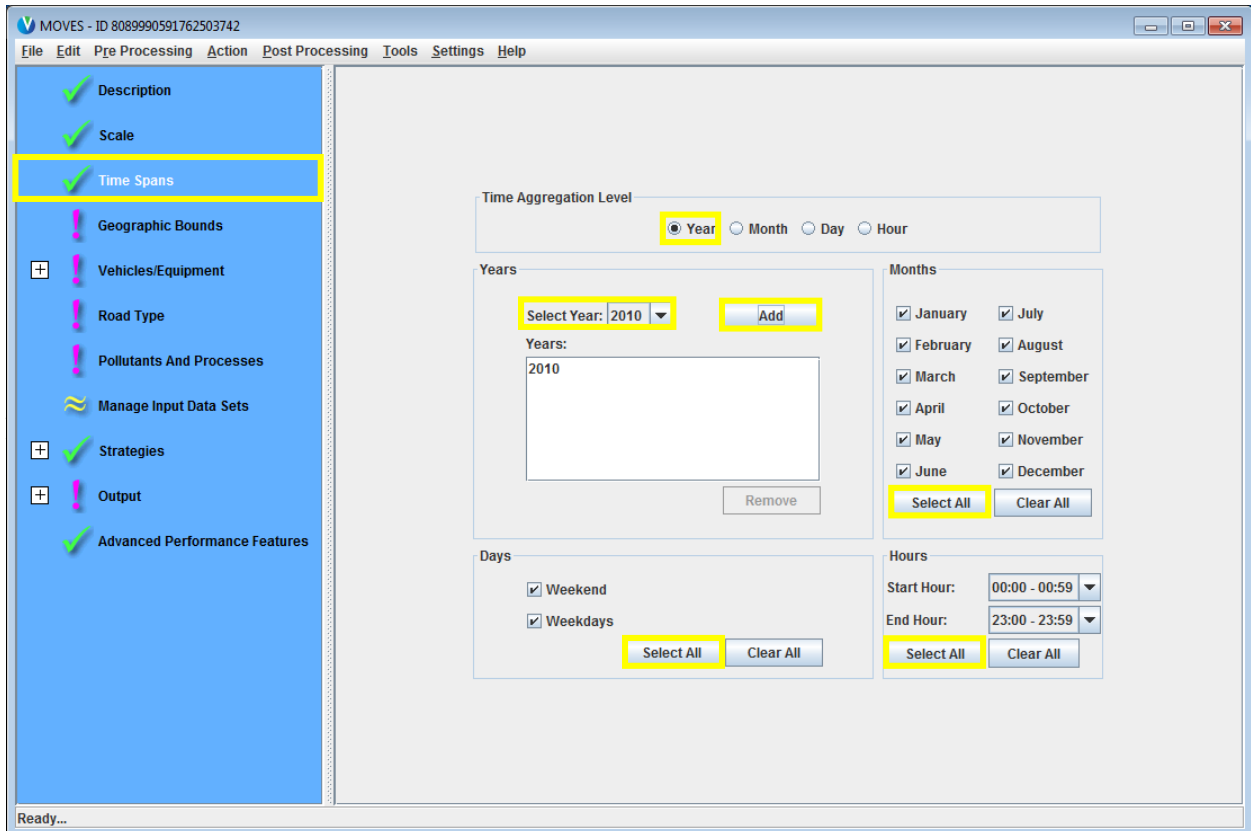 MOVES - ID 8089990591762503742
File Edit Pre Processing Action Post Processing Tools Settings Help
Description
Scale
Time Spans
Geographic Bounds
Vehicles/Equipment
Road Type
Pollutants And Processes
Manage Input Data Sets
Strategies
Output
Advanced Performance Features
Time Aggregation Level
Year Month Day Hour
Years
Select Year: 2010 Add
Years:
2010
Remove
Months
January July
February August
March September
April October
May November
June December
Select All Clear All
Days
Weekend
Weekdays
Select All Clear All
Hours
Start Hour: 00:00 - 00:59
End Hour: 23:00 - 23:59
Select All Clear All
Ready...